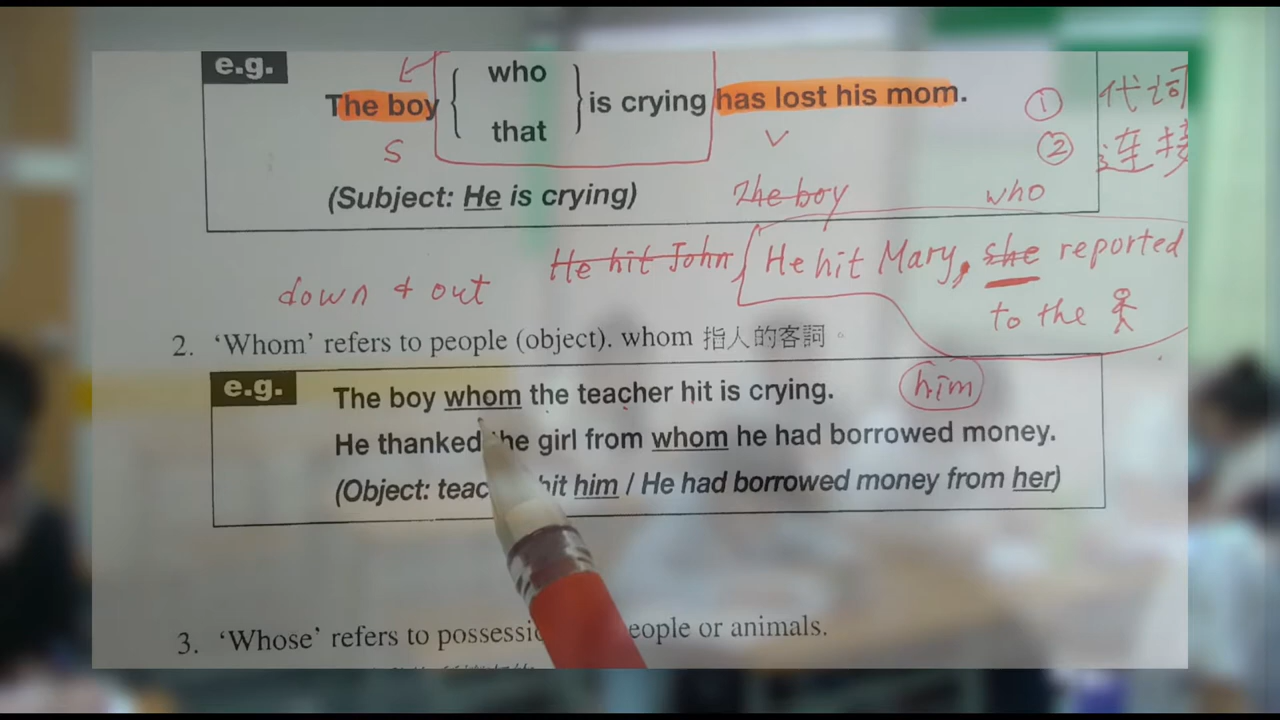 e.g.
who
The boy is crying has lost his mom.
that
① 代词
② 连接
S
V
(Subject: He is crying)
The boy
who
He hit John He hit Mary, she reported
to the
down & out
2. ‘Whom’ refers to people (object). whom 指人的客詞。
e.g.
The boy whom the teacher hit is crying.
him
He thanked the girl from whom he had borrowed money.
(Object: teac hit him / He had borrowed money from her)
3. ‘Whose’ refers to possessi eople or animals.